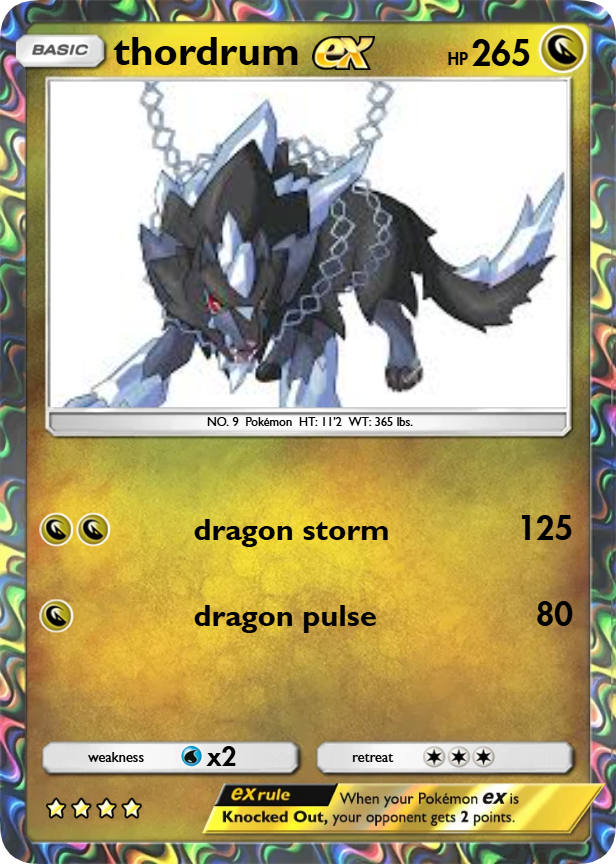 BASIC thordrum ex HP 265
NO. 9 Pokémon HT: 11'2 WT: 365 lbs.
dragon storm 125
dragon pulse 80
weakness x2 retreat
ex rule When your Pokémon ex is
Knocked Out, your opponent gets 2 points.